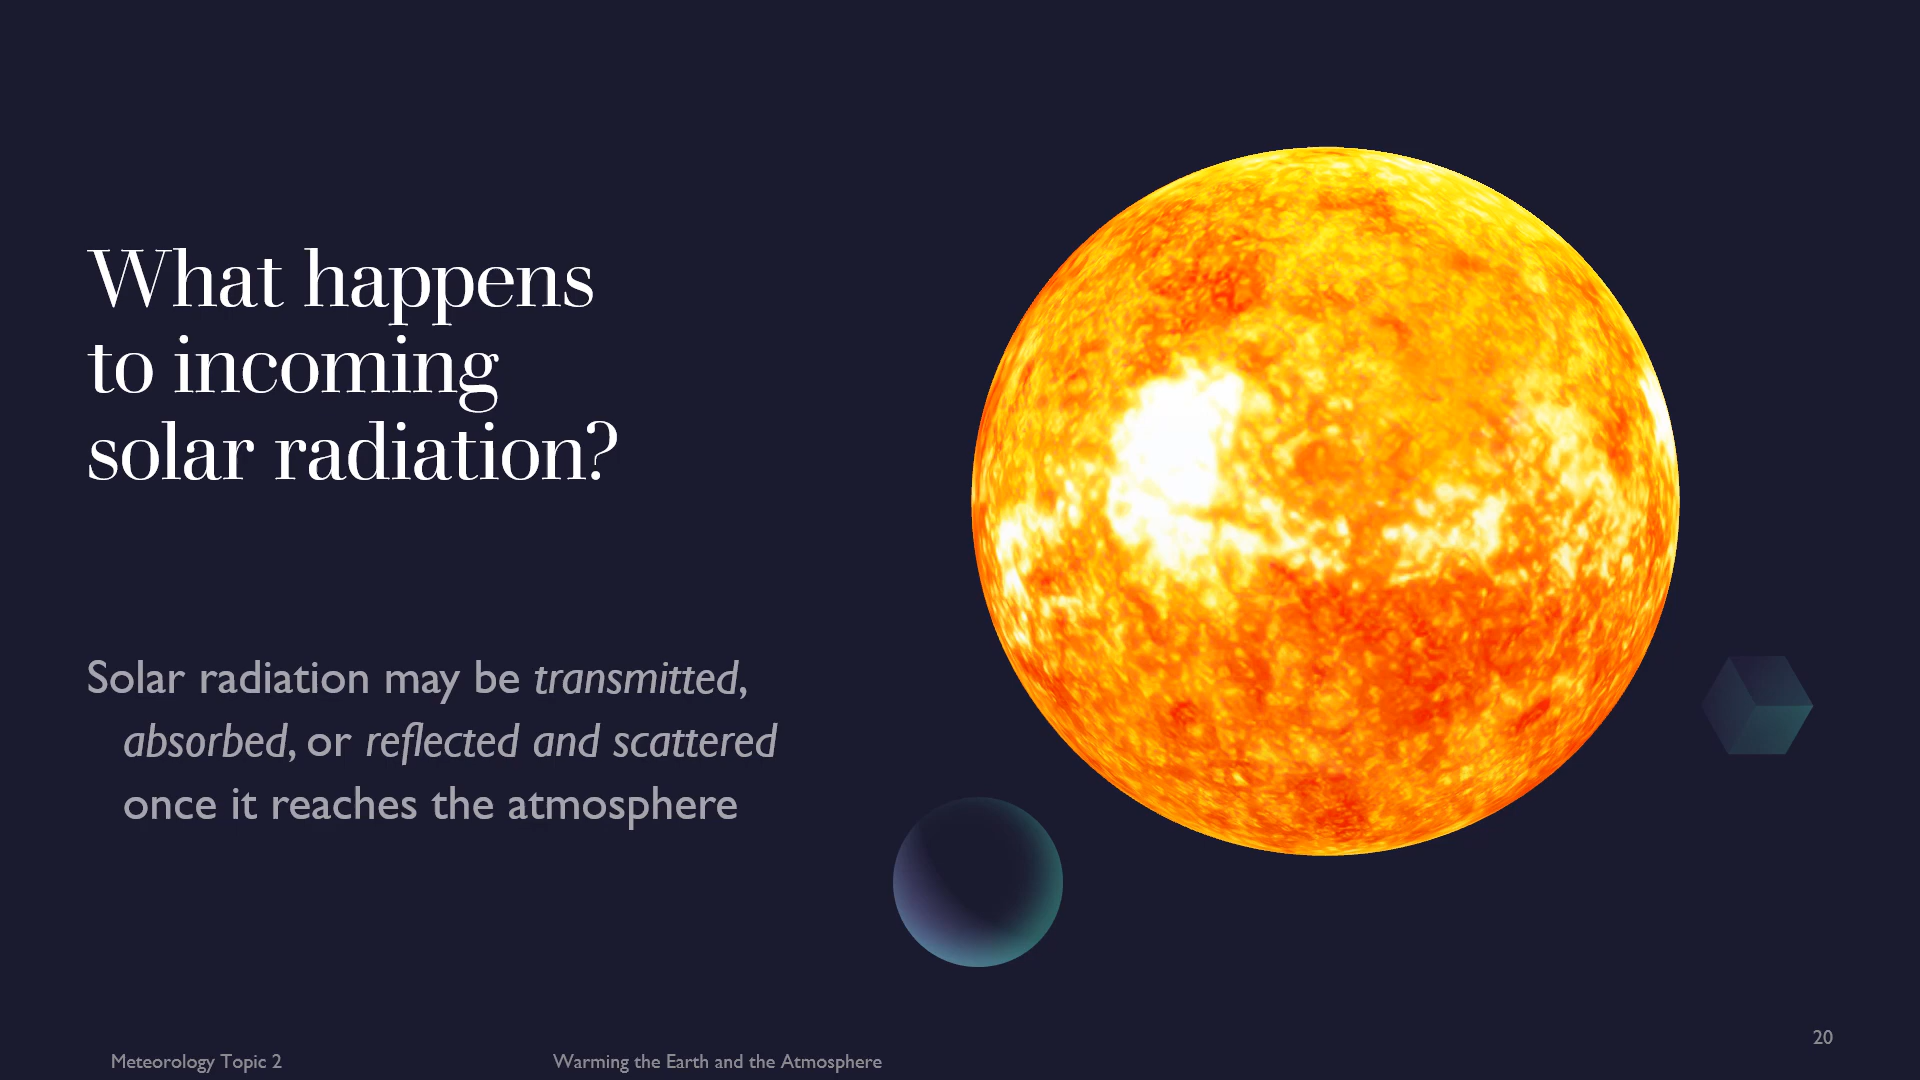 What happens
to incoming
solar radiation?
Solar radiation may be transmitted,
absorbed, or reflected and scattered
once it reaches the atmosphere
20
Meteorology Topic 2
Warming the Earth and the Atmosphere